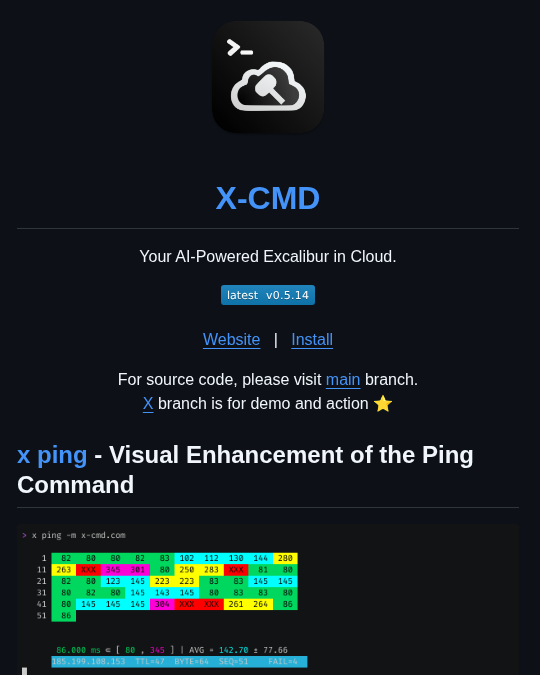 X-CMD
Your AI-Powered Excalibur in Cloud.
latest v0.5.14
Website | Install
For source code, please visit main branch.
X branch is for demo and action ⭐
x ping - Visual Enhancement of the Ping
Command
> x ping -m x-cmd.com
1 82 80 80 82 83 102 112 130 144 280
11 263 XXX 345 301 80 250 283 XXX 81 80
21 82 80 123 145 223 223 83 83 145 145
31 80 82 80 145 143 145 80 83 83 80
41 80 145 145 145 304 XXX XXX 261 264 86
51 86
86.000 ms ∈ [ 80 , 345 ] | AVG = 142.70 ± 77.66
185.199.108.153 TTL=47 BYTE=64 SEQ=51 FAIL=4